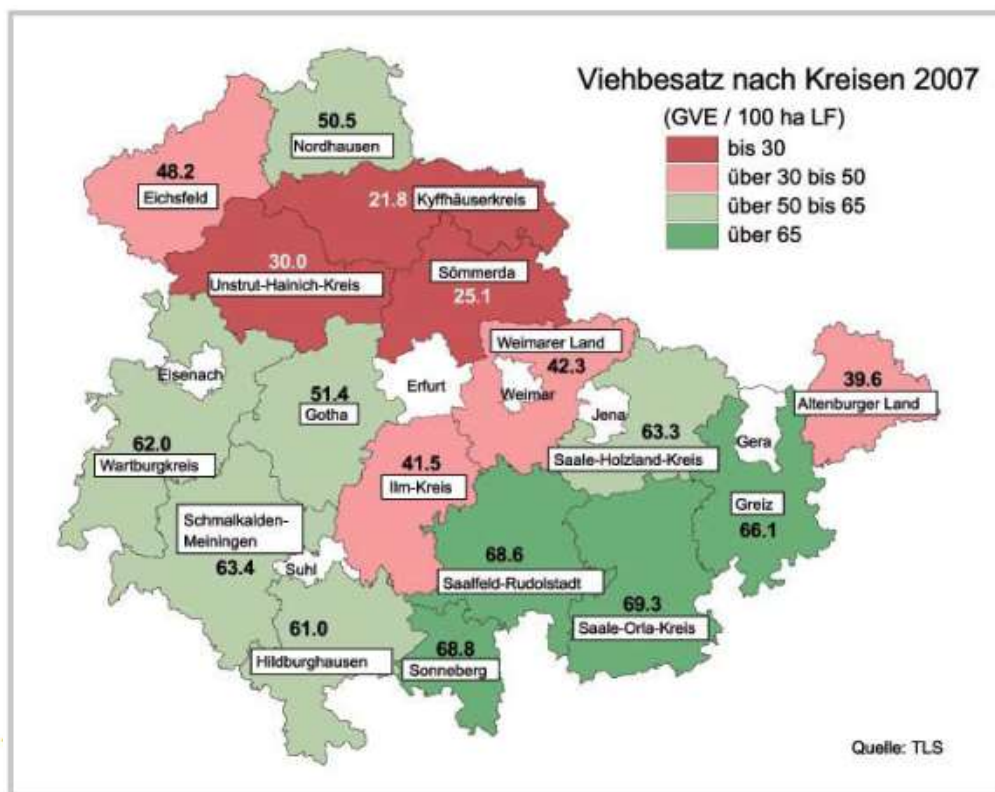 Viehbesatz nach Kreisen 2007
(GVE / 100 ha LF)
bis 30
über 30 bis 50
über 50 bis 65
über 65
50.5
Nordhausen
48.2
Eichsfeld
21.8 Kyffhäuserkreis
30.0
Unstrut-Hainich-Kreis
Sömmerda
25.1
Weimarer Land
42.3
Eisenach
51.4
Gotha
Erfurt
Weimar
Jena
39.6
Altenburger Land
62.0
Wartburgkreis
41.5
Ilm-Kreis
63.3
Saale-Holzland-Kreis
Gera
Greiz
66.1
Schmalkalden-
Meiningen
63.4
Suhl
68.6
Saalfeld-Rudolstadt
69.3
Saale-Orla-Kreis
61.0
Hildburghausen
68.8
Sonneberg
Quelle: TLS